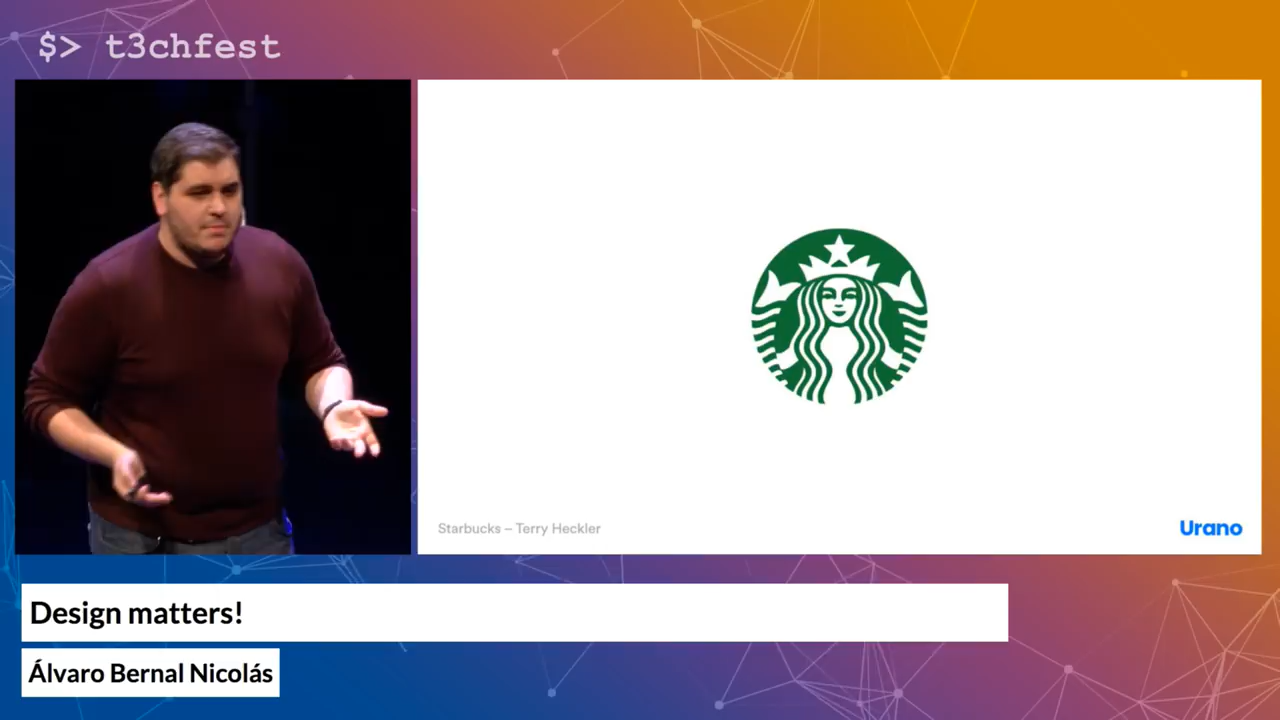 $> t3chfest
Starbucks – Terry Heckler
Urano
Design matters!
Álvaro Bernal Nicolás